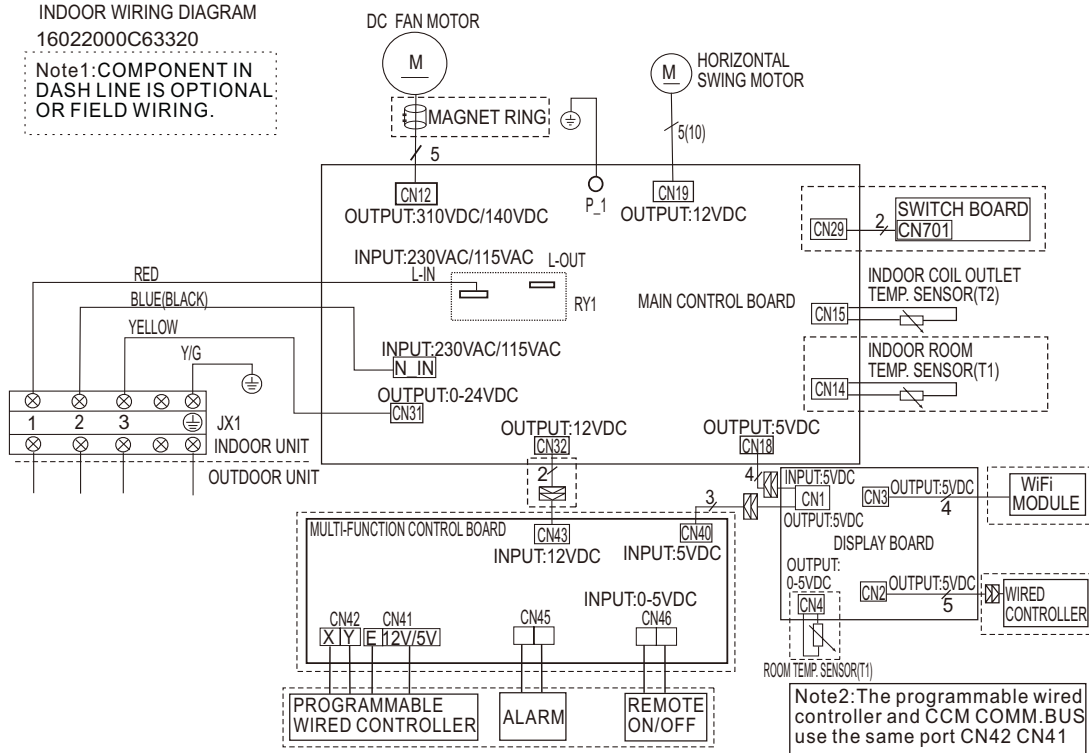 INDOOR WIRING DIAGRAM
16022000C63320
Note1:COMPONENT IN
DASH LINE IS OPTIONAL
OR FIELD WIRING.
DC FAN MOTOR
M
MAGNET RING
5
HORIZONTAL
SWING MOTOR
M
5(10)
CN12
OUTPUT:310VDC/140VDC
P_1
CN19
OUTPUT:12VDC
CN29
2
SWITCH BOARD
CN701
INPUT:230VAC/115VAC
L-IN
L-OUT
RY1
MAIN CONTROL BOARD
RED
BLUE(BLACK)
YELLOW
Y/G
INDOOR COIL OUTLET
TEMP. SENSOR(T2)
CN15
INDOOR ROOM
TEMP. SENSOR(T1)
CN14
INPUT:230VAC/115VAC
N_IN
OUTPUT:0-24VDC
CN31
1 2 3
JX1
INDOOR UNIT
OUTDOOR UNIT
OUTPUT:12VDC
CN32
2
OUTPUT:5VDC
CN18
4
3
MULTI-FUNCTION CONTROL BOARD
CN43
INPUT:12VDC
CN40
INPUT:5VDC
INPUT:5VDC
CN1
OUTPUT:5VDC
CN3
OUTPUT:5VDC
4
WiFi
MODULE
DISPLAY BOARD
OUTPUT:
0-5VDC
CN4
CN2
OUTPUT:5VDC
5
WIRED
CONTROLLER
ROOM TEMP. SENSOR(T1)
INPUT:0-5VDC
CN42 CN41
X Y E 12V/5V
CN45
CN46
PROGRAMMABLE
WIRED CONTROLLER
ALARM
REMOTE
ON/OFF
Note2:The programmable wired
controller and CCM COMM.BUS
use the same port CN42 CN41